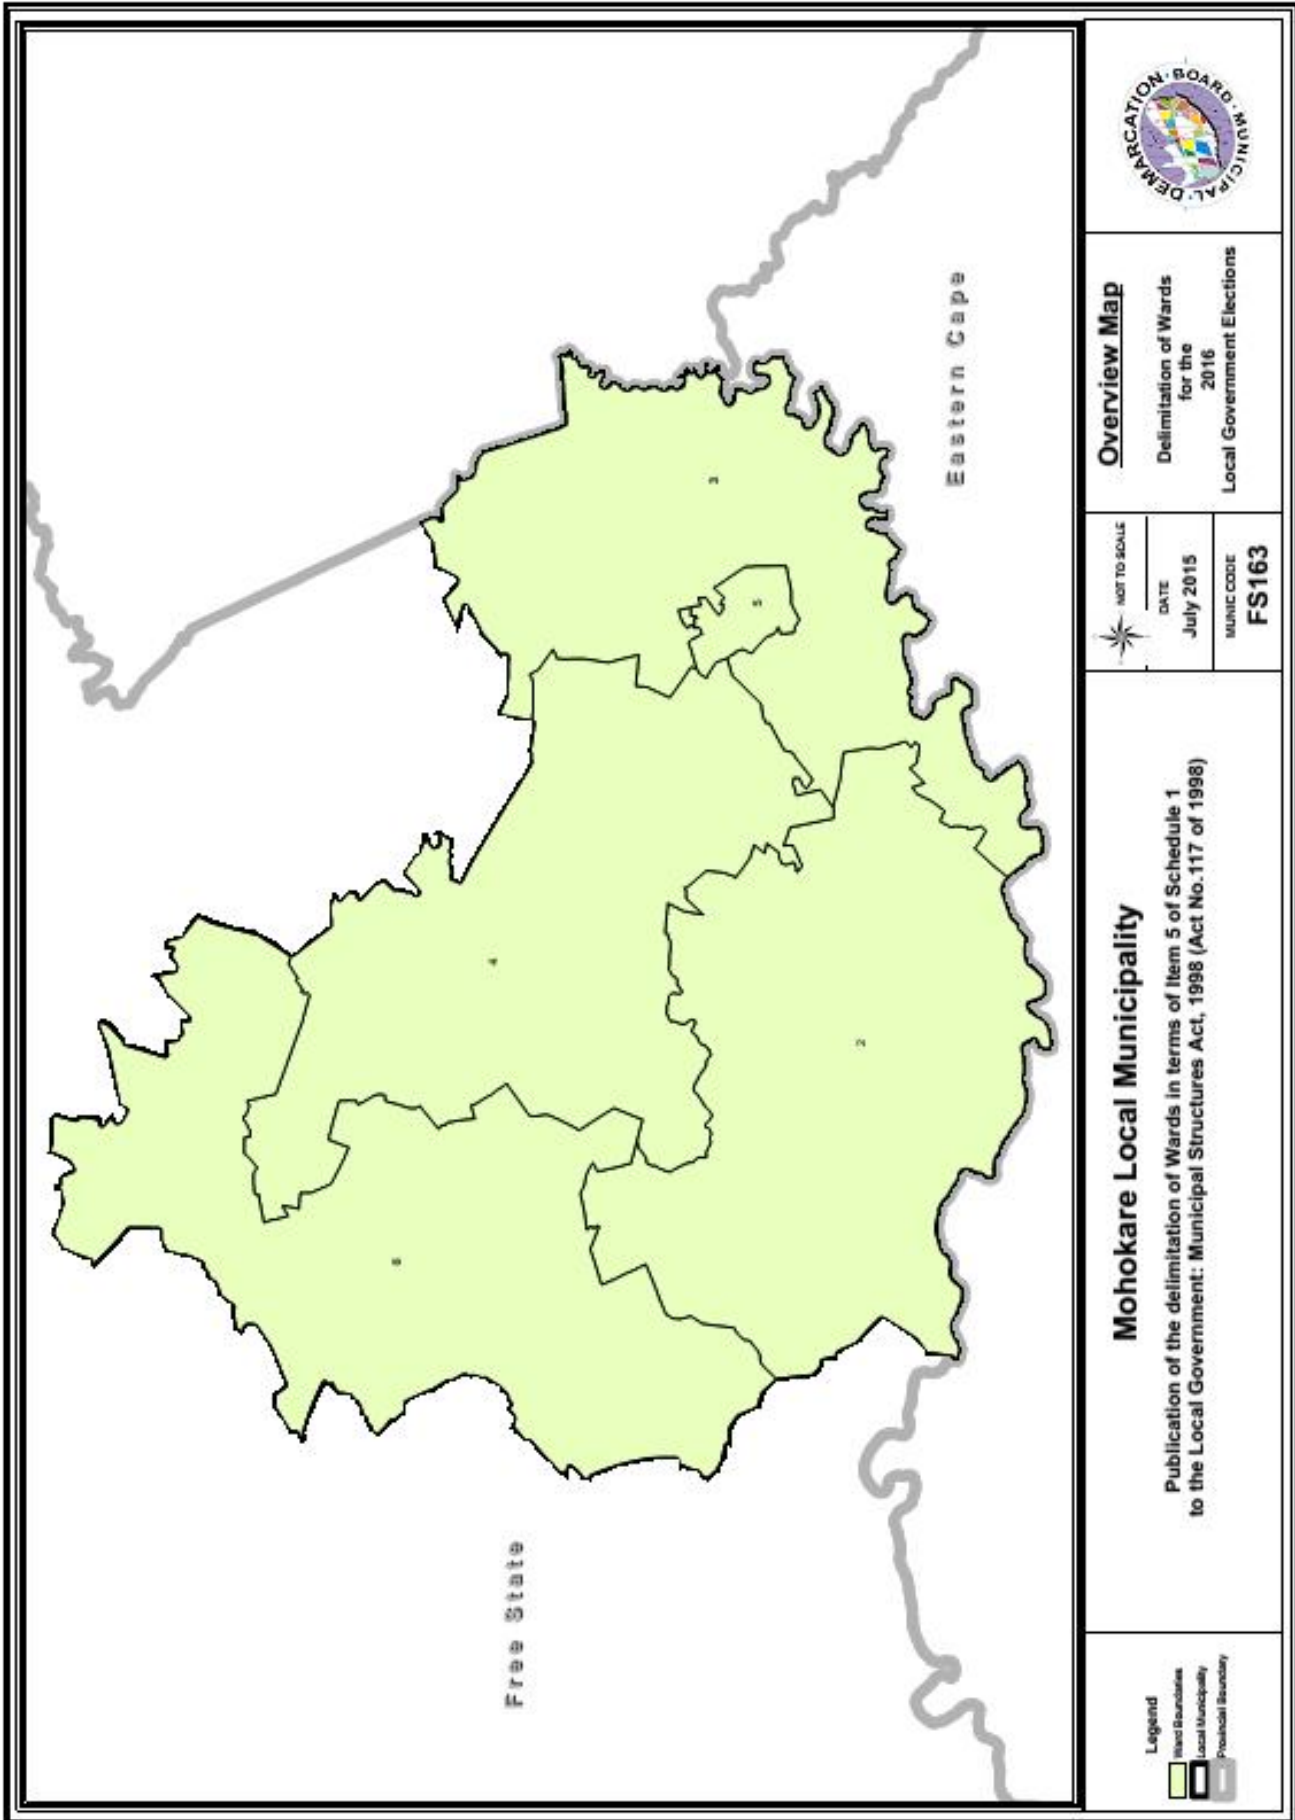 Free State
Eastern Cape
6
4
2
5
3
Legend
Ward Boundaries
Local Municipality
Provincial Boundary
Mohokare Local Municipality
Publication of the delimitation of Wards in terms of Item 5 of Schedule 1
to the Local Government: Municipal Structures Act, 1998 (Act No.117 of 1998)
NOT TO SCALE
DATE
July 2015
MUNIC CODE
FS163
Overview Map
Delimitation of Wards
for the
2016
Local Government Elections
MUNICIPAL · DEMARCATION · BOARD ·